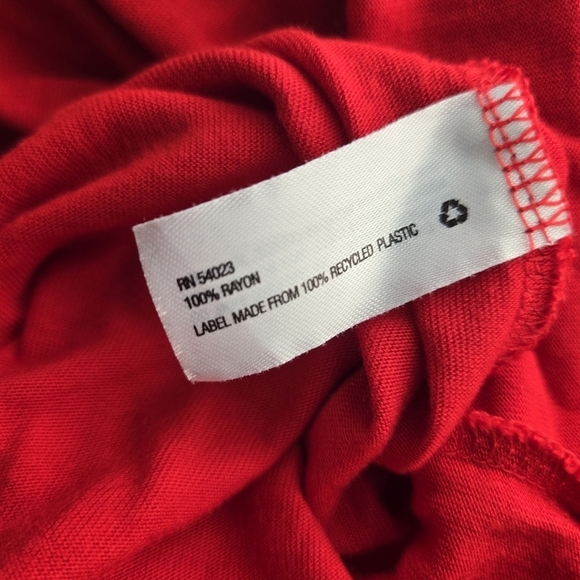 RN 54023
100% RAYON
LABEL MADE FROM 100% RECYCLED PLASTIC